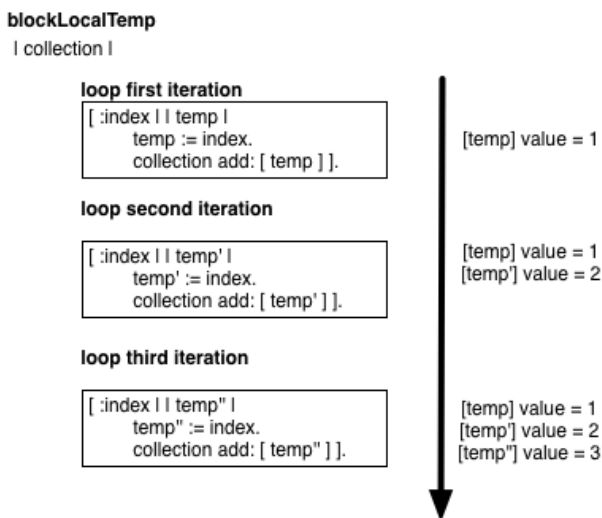 blockLocalTemp
| collection |
loop first iteration
[ :index | | temp |
temp := index.
collection add: [ temp ] ].
[temp] value = 1
loop second iteration
[ :index | | temp' |
temp' := index.
collection add: [ temp' ] ].
[temp] value = 1
[temp'] value = 2
loop third iteration
[ :index | | temp" |
temp" := index.
collection add: [ temp" ] ].
[temp] value = 1
[temp'] value = 2
[temp"] value = 3